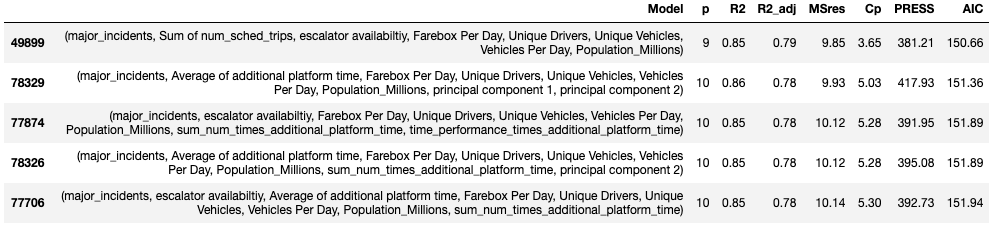 Model p R2 R2_adj MSres Cp PRESS AIC
49899 (major_incidents, Sum of num_sched_trips, escalator availabiltiy, Farebox Per Day, Unique Drivers, Unique Vehicles, Vehicles Per Day, Population_Millions) 9 0.85 0.79 9.85 3.65 381.21 150.66
78329 (major_incidents, Average of additional platform time, Farebox Per Day, Unique Drivers, Unique Vehicles, Vehicles Per Day, Population_Millions, principal component 1, principal component 2) 10 0.86 0.78 9.93 5.03 417.93 151.36
77874 (major_incidents, escalator availabiltiy, Farebox Per Day, Unique Drivers, Unique Vehicles, Vehicles Per Day, Population_Millions, sum_num_times_additional_platform_time, time_performance_times_additional_platform_time) 10 0.85 0.78 10.12 5.28 391.95 151.89
78326 (major_incidents, Average of additional platform time, Farebox Per Day, Unique Drivers, Unique Vehicles, Vehicles Per Day, Population_Millions, sum_num_times_additional_platform_time, principal component 2) 10 0.85 0.78 10.12 5.28 395.08 151.89
77706 (major_incidents, escalator availabiltiy, Average of additional platform time, Farebox Per Day, Unique Drivers, Unique Vehicles, Vehicles Per Day, Population_Millions, sum_num_times_additional_platform_time) 10 0.85 0.78 10.14 5.30 392.73 151.94